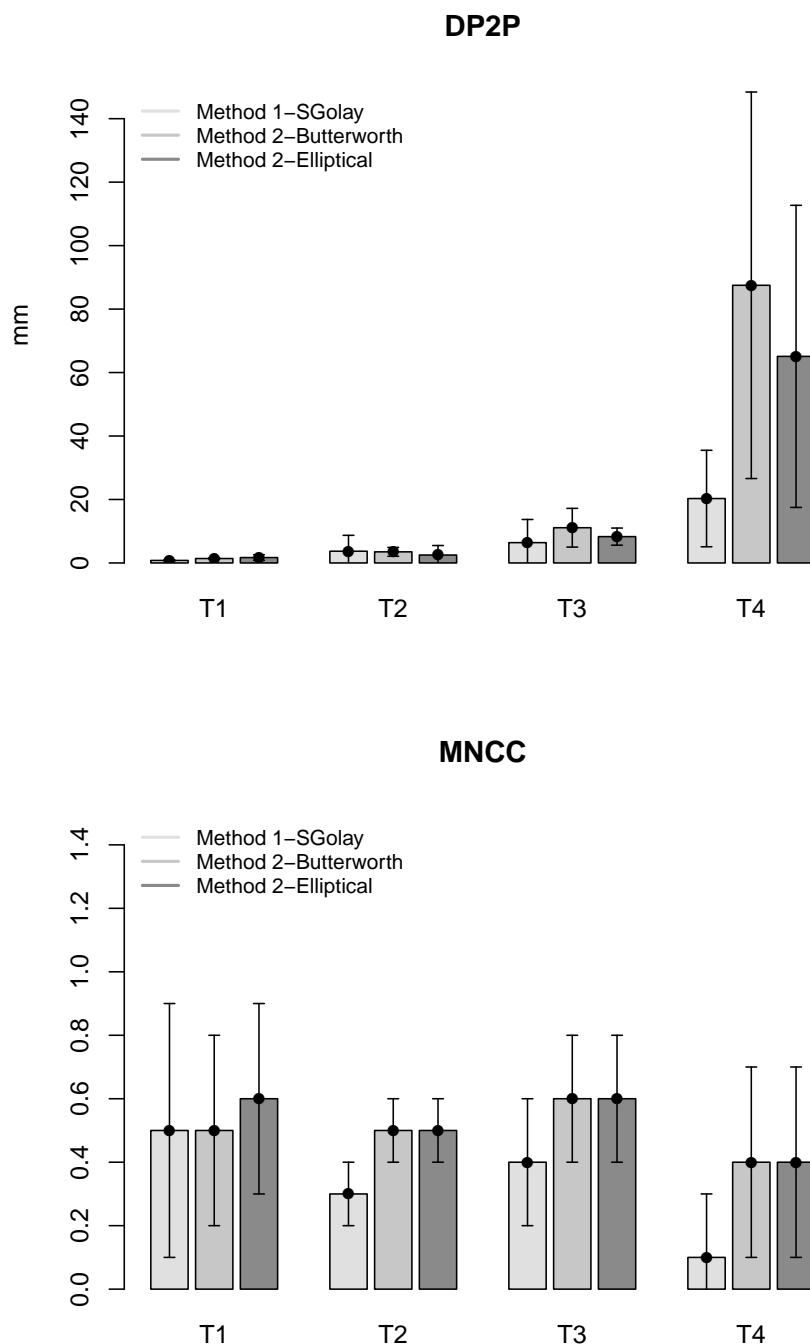 DP2P
Method 1−SGolay
Method 2−Butterworth
Method 2−Elliptical
mm
140
120
100
80
60
40
20
0
T1 T2 T3 T4
MNCC
Method 1−SGolay
Method 2−Butterworth
Method 2−Elliptical
1.4
1.2
1.0
0.8
0.6
0.4
0.2
0.0
T1 T2 T3 T4